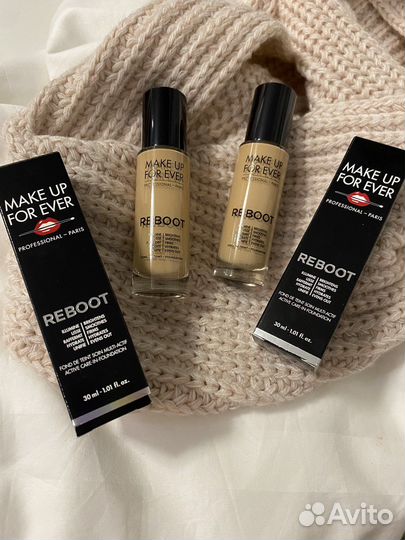 MAKE UP
FOR EVER
PROFESSIONAL – PARIS
REBOOT
ILLUMINE BRIGHTENS
LISSE SMOOTHES
RAFFERMIT FIRMS
HYDRATE HYDRATES
UNIFIE EVENS OUT
FOND DE TEINT SOIN MULTI-ACTIF
ACTIVE CARE-IN-FOUNDATION
30 ml - 1.01 fl. oz.
MAKE UP
FOR EVER
PROFESSIONAL – PARIS
REBOOT
MAKE UP
FOR EVER
PROFESSIONAL – PARIS
REBOOT
MAKE UP
FOR EVER
PROFESSIONAL – PARIS
REBOOT
ILLUMINE BRIGHTENS
LISSE SMOOTHES
RAFFERMIT FIRMS
HYDRATE HYDRATES
UNIFIE EVENS OUT
FOND DE TEINT SOIN MULTI-ACTIF
ACTIVE CARE-IN-FOUNDATION
30 ml - 1.01 fl. oz.
Avito